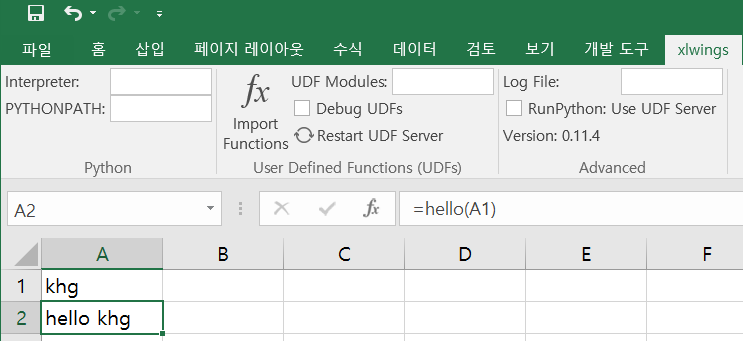 파일 홈 삽입 페이지 레이아웃 수식 데이터 검토 보기 개발 도구 xlwings
Interpreter:
PYTHONPATH:
Python
fx
Import
Functions
UDF Modules:
Debug UDFs
Restart UDF Server
User Defined Functions (UDFs)
Log File:
RunPython: Use UDF Server
Version: 0.11.4
Advanced
A2 fx =hello(A1)
A B C D E F
1 khg
2 hello khg